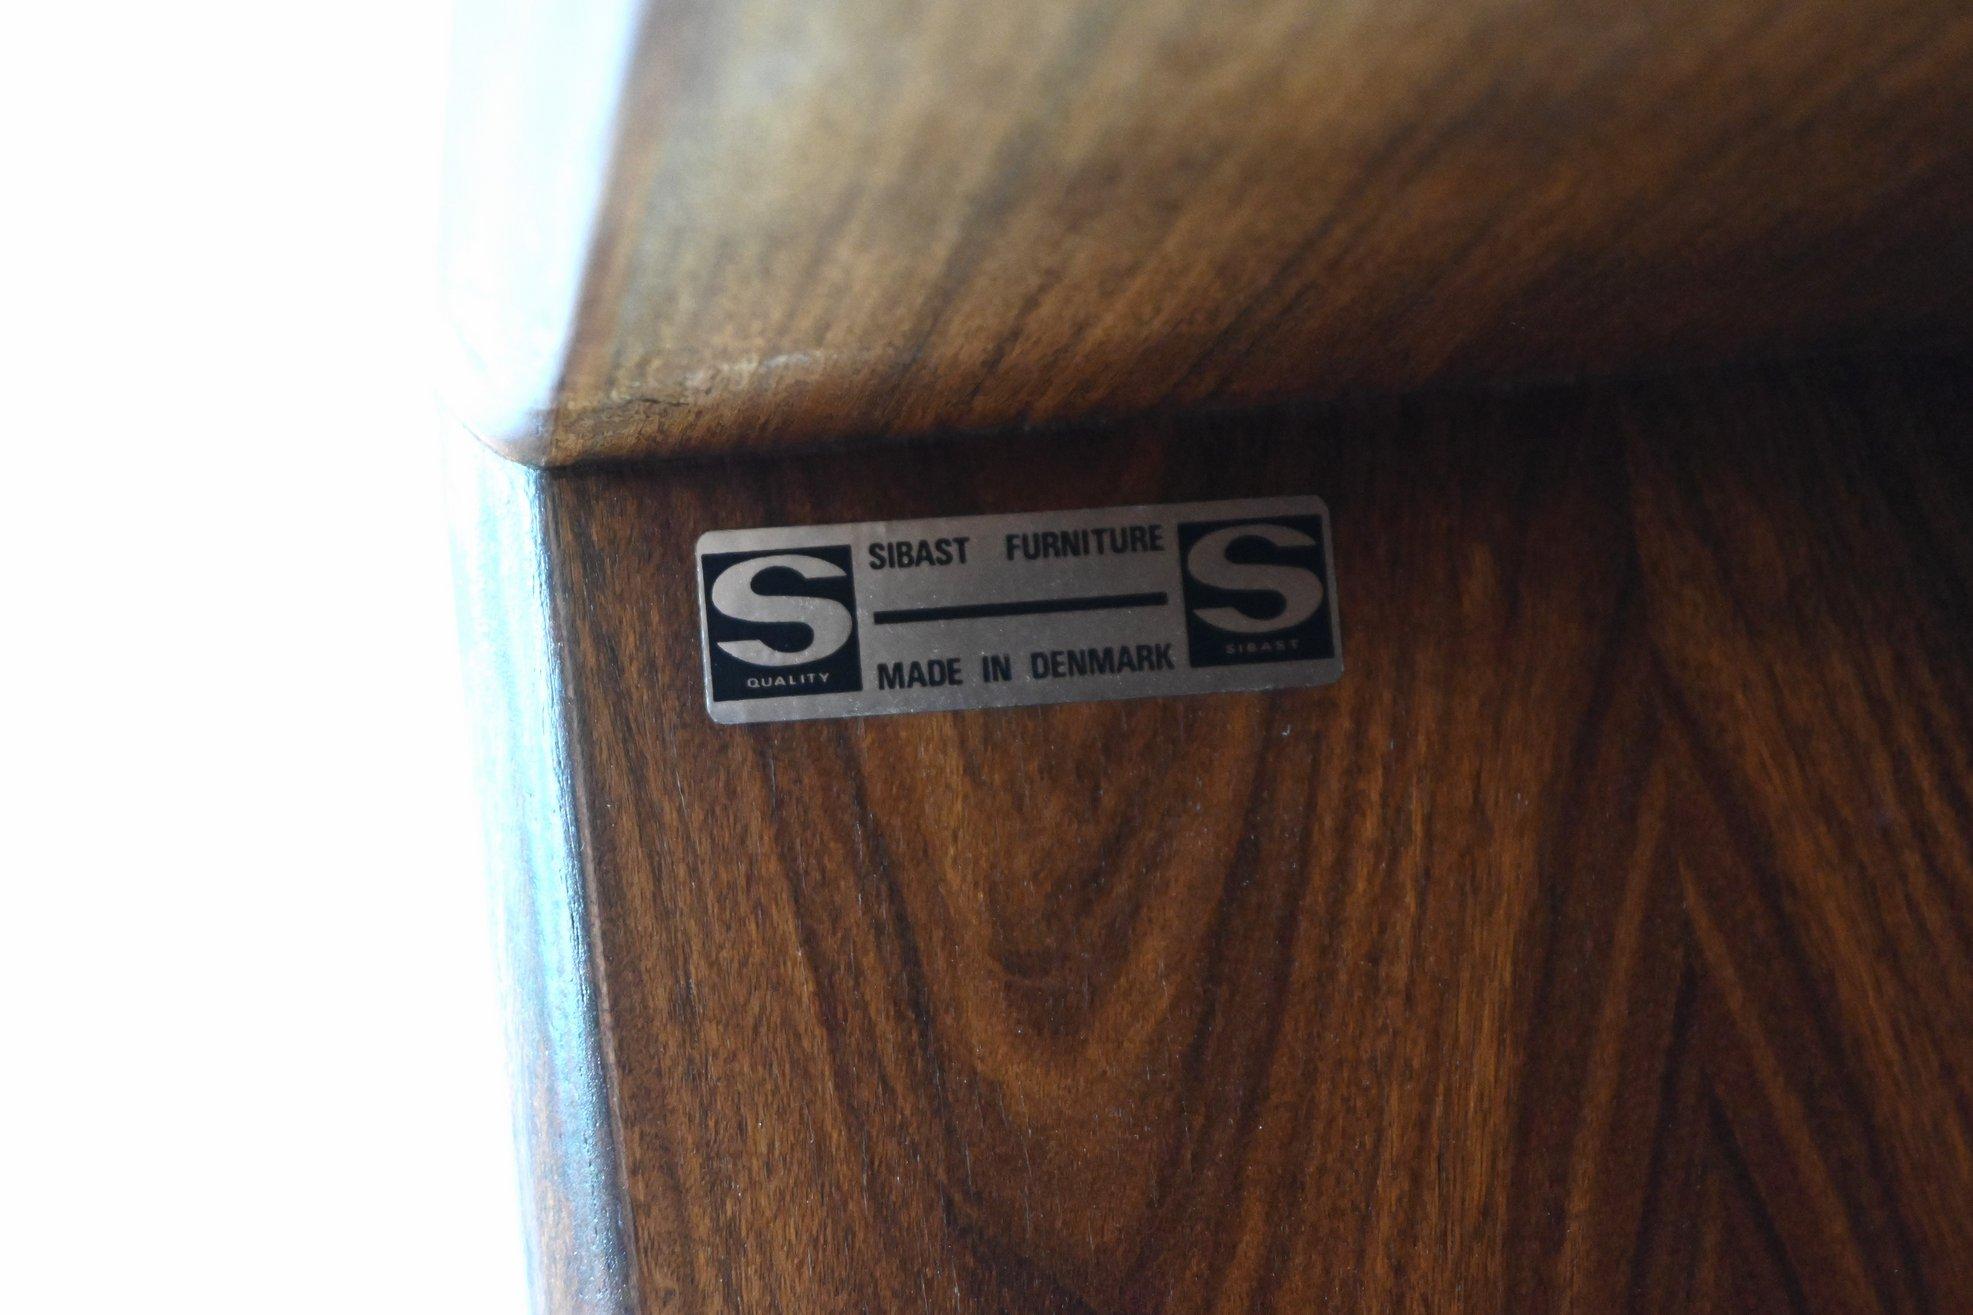 S
QUALITY
SIBAST FURNITURE
MADE IN DENMARK
S
SIBAST